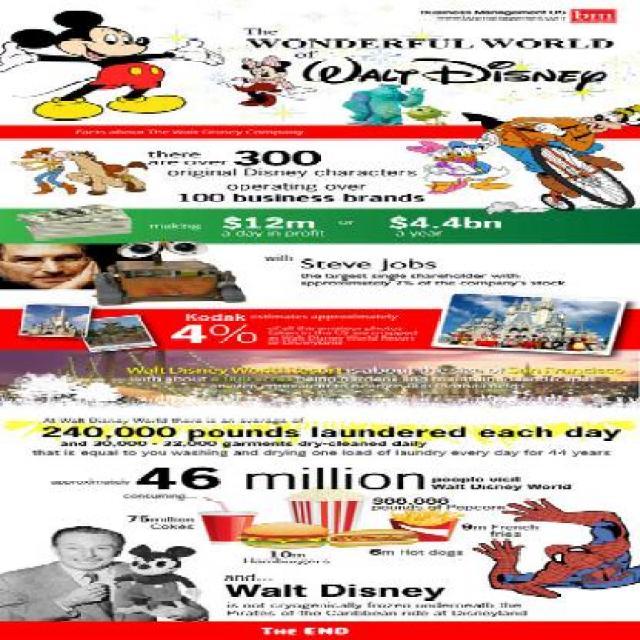 Business Management US
bm
The
WONDERFUL WORLD
of
WALT DISNEY
Facts about The Walt Disney Company
there
are over 300
original Disney characters
operating over
100 business brands
making $12m or $4.4bn
a day in profit a year
with Steve Jobs
the largest single shareholder with
approximately 7% of the company's stock
Kodak estimates approximately
4%
Walt Disney World Resort is about the size of San Francisco
At Walt Disney World there is an average of
240,000 pounds laundered each day
and 30,000 - 32,000 garments dry-cleaned daily
that is equal to you washing and drying one load of laundry every day for 44 years
approximately 46 million people visit
Walt Disney World
consuming...
pounds of Popcorn
75million
Cokes
9m French
fries
10m
Hamburgers
6m Hot dogs
and...
Walt Disney
is not cryogenically frozen underneath the
Pirates of the Caribbean ride at Disneyland
THE END